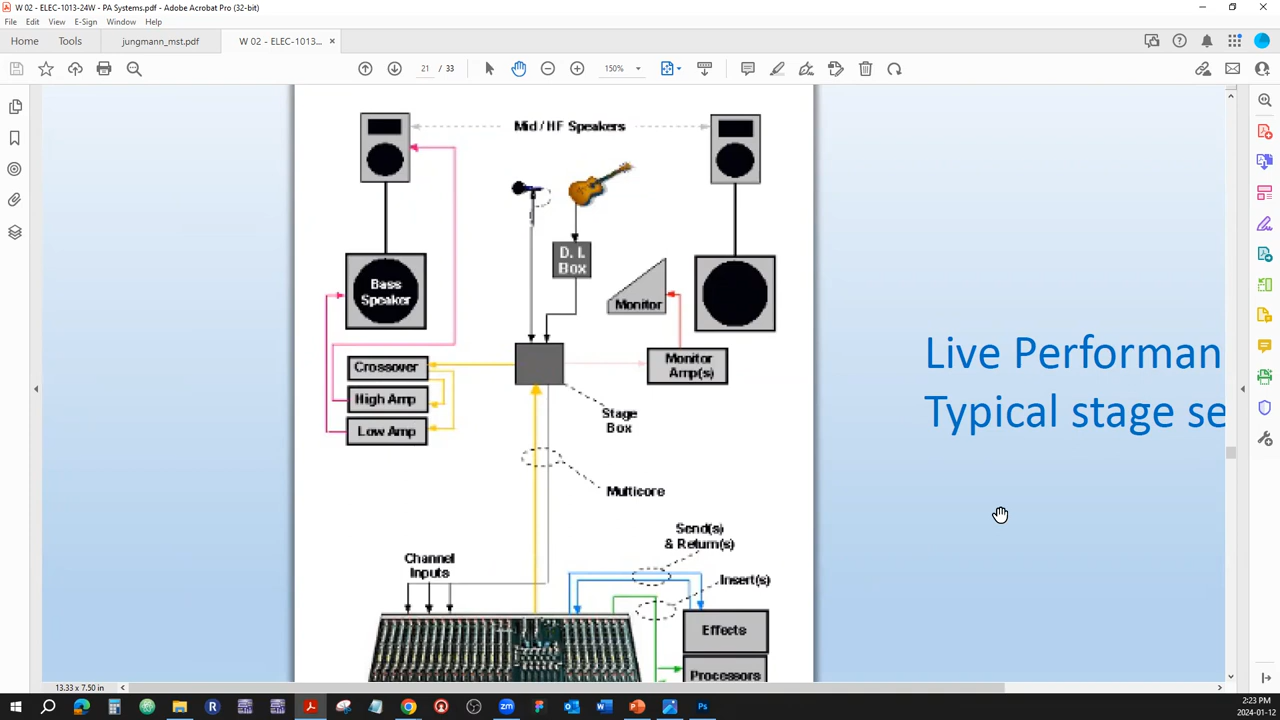 W 02 - ELEC-1013-24W - PA Systems.pdf - Adobe Acrobat Pro (32-bit)
File Edit View E-Sign Window Help
Home Tools jungmann_mst.pdf W 02 - ELEC-1013... ×
21 / 33 150%
Mid / HF Speakers
D. I. Box
Bass Speaker
Monitor
Crossover
High Amp
Low Amp
Monitor Amp(s)
Stage Box
Multicore
Send(s) & Return(s)
Channel Inputs
Insert(s)
Effects
Processors
Live Performan
Typical stage se
13.33 x 7.50 in
2:23 PM
2024-01-12